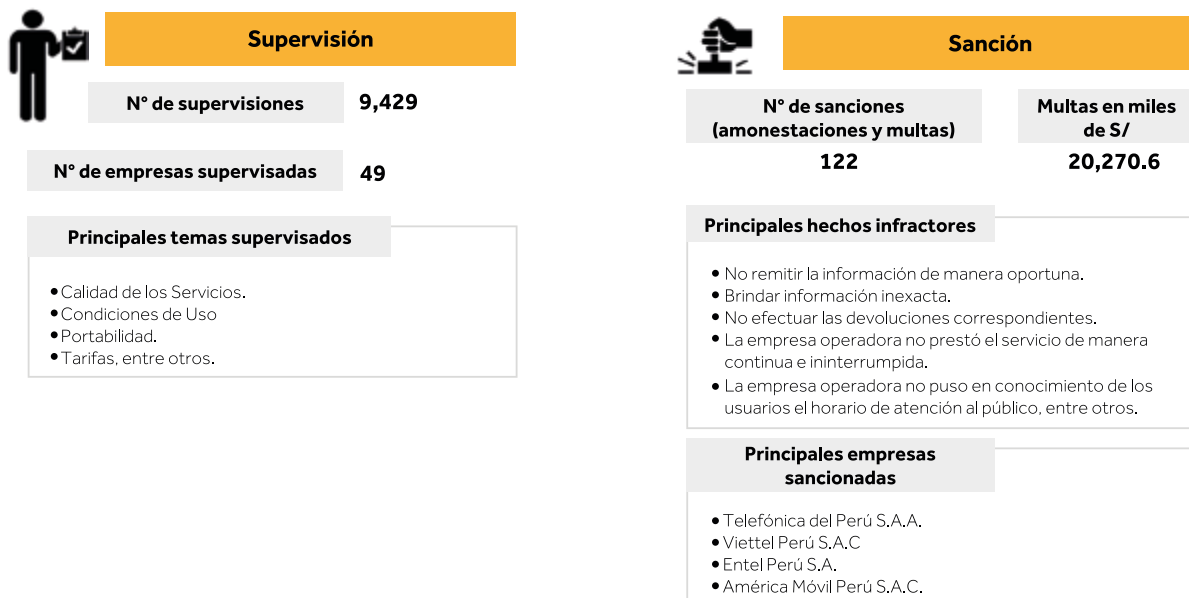 Supervisión
N° de supervisiones
9,429
N° de empresas supervisadas
49
Principales temas supervisados
• Calidad de los Servicios.
• Condiciones de Uso
• Portabilidad.
• Tarifas, entre otros.
Sanción
N° de sanciones
(amonestaciones y multas)
122
Multas en miles
de S/
20,270.6
Principales hechos infractores
• No remitir la información de manera oportuna.
• Brindar información inexacta.
• No efectuar las devoluciones correspondientes.
• La empresa operadora no prestó el servicio de manera
continua e ininterrumpida.
• La empresa operadora no puso en conocimiento de los
usuarios el horario de atención al público, entre otros.
Principales empresas
sancionadas
• Telefónica del Perú S.A.A.
• Viettel Perú S.A.C
• Entel Perú S.A.
• América Móvil Perú S.A.C.